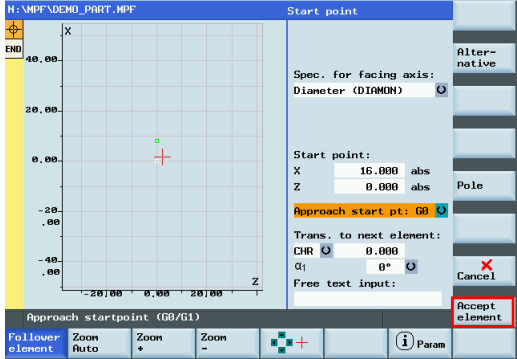 N:\MPF\DEMO_PART.MPF
Start point
END
X
40.00
20.00
0.00
-20
.00
-40
.00
-20.00
0.00
20.00
Z
Spec. for facing axis:
Diameter (DIAMON)
Start point:
X 16.000 abs
Z 0.000 abs
Approach start pt: G0
Trans. to next element:
CHR 0.000
α1 0°
Free text input:
Alter-
native
Pole
Cancel
Accept
element
Approach startpoint (G0/G1)
Follower
element
Zoom
Auto
Zoom
+
Zoom
-
i Param